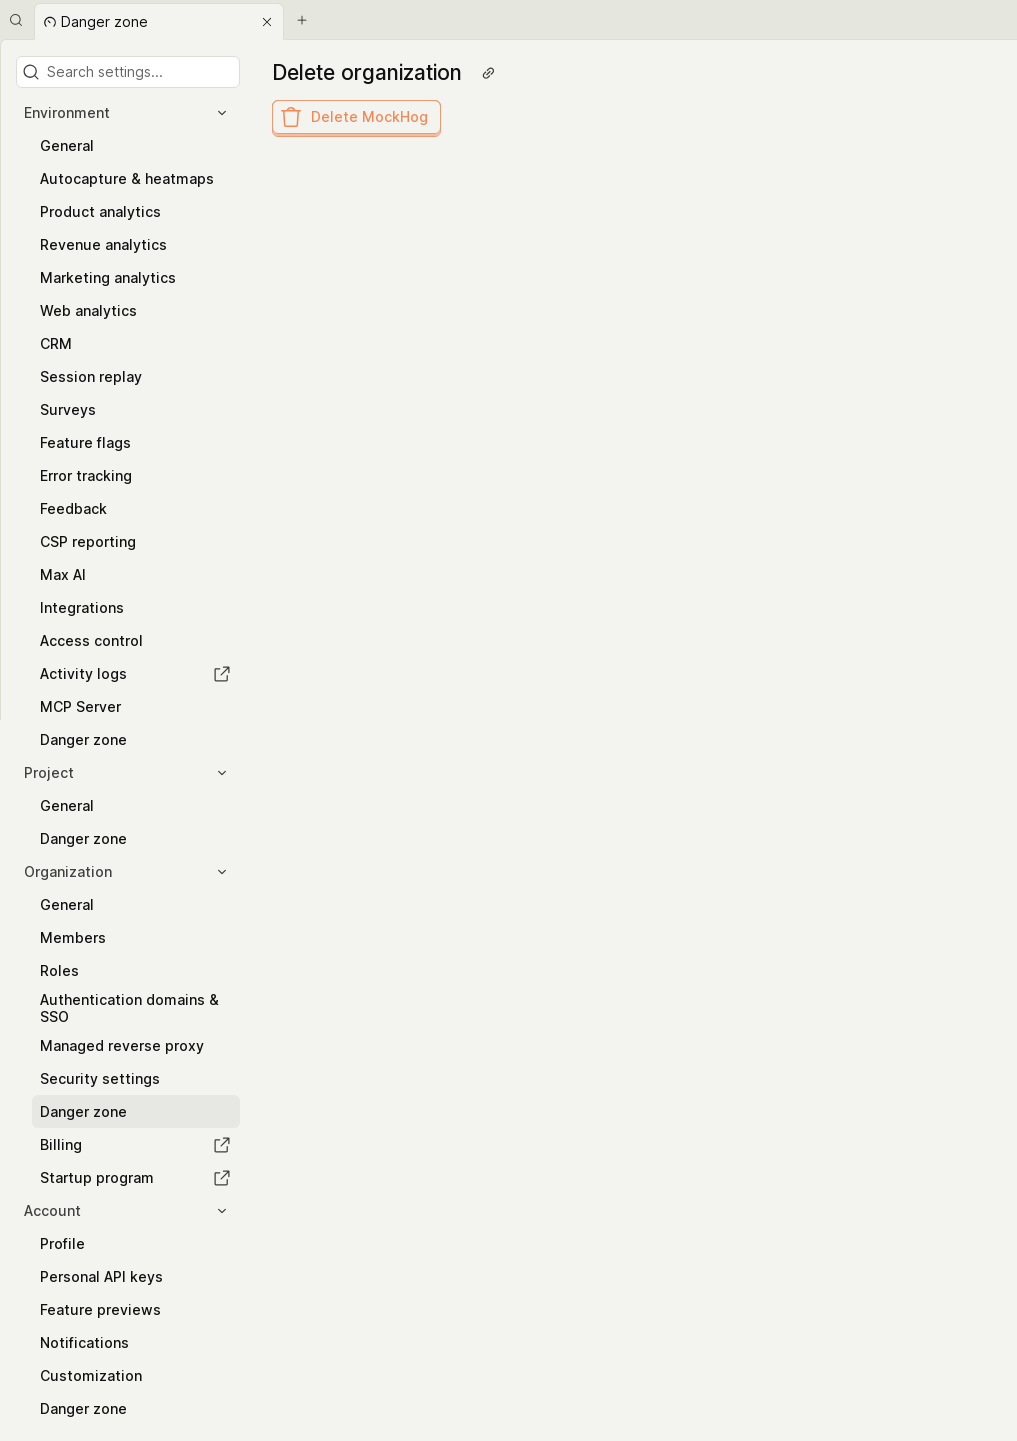 Danger zone
Search settings...
Environment
General
Autocapture & heatmaps
Product analytics
Revenue analytics
Marketing analytics
Web analytics
CRM
Session replay
Surveys
Feature flags
Error tracking
Feedback
CSP reporting
Max AI
Integrations
Access control
Activity logs
MCP Server
Danger zone
Project
General
Danger zone
Organization
General
Members
Roles
Authentication domains &
SSO
Managed reverse proxy
Security settings
Danger zone
Billing
Startup program
Account
Profile
Personal API keys
Feature previews
Notifications
Customization
Danger zone
Delete organization
Delete MockHog